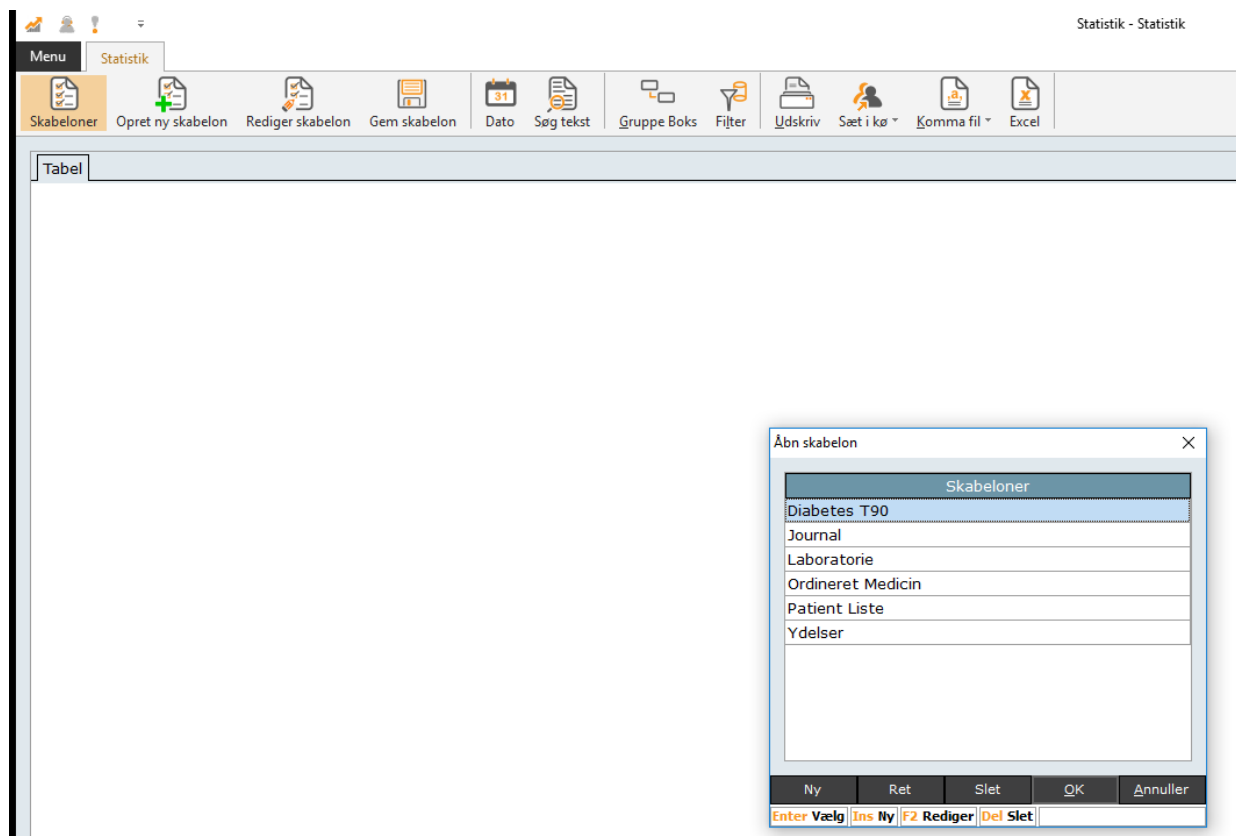 Statistik - Statistik
Menu Statistik
Skabeloner Opret ny skabelon Rediger skabelon Gem skabelon 31 Dato Søg tekst Gruppe Boks Filter Udskriv Sæt i kø a, Komma fil X Excel
Tabel
Åbn skabelon
Skabeloner
Diabetes T90
Journal
Laboratorie
Ordineret Medicin
Patient Liste
Ydelser
Ny Ret Slet OK Annuller
Enter Vælg Ins Ny F2 Rediger Del Slet